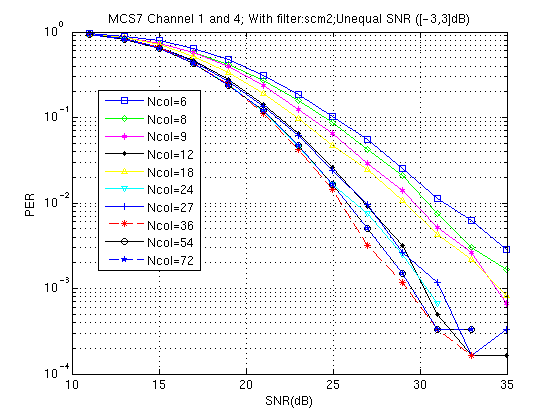 MCS7 Channel 1 and 4; With filter:scm2;Unequal SNR ([-3,3]dB)
10^0
10^-1
10^-2
10^-3
10^-4
PER
Ncol=6
Ncol=8
Ncol=9
Ncol=12
Ncol=18
Ncol=24
Ncol=27
Ncol=36
Ncol=54
Ncol=72
10 15 20 25 30 35
SNR(dB)